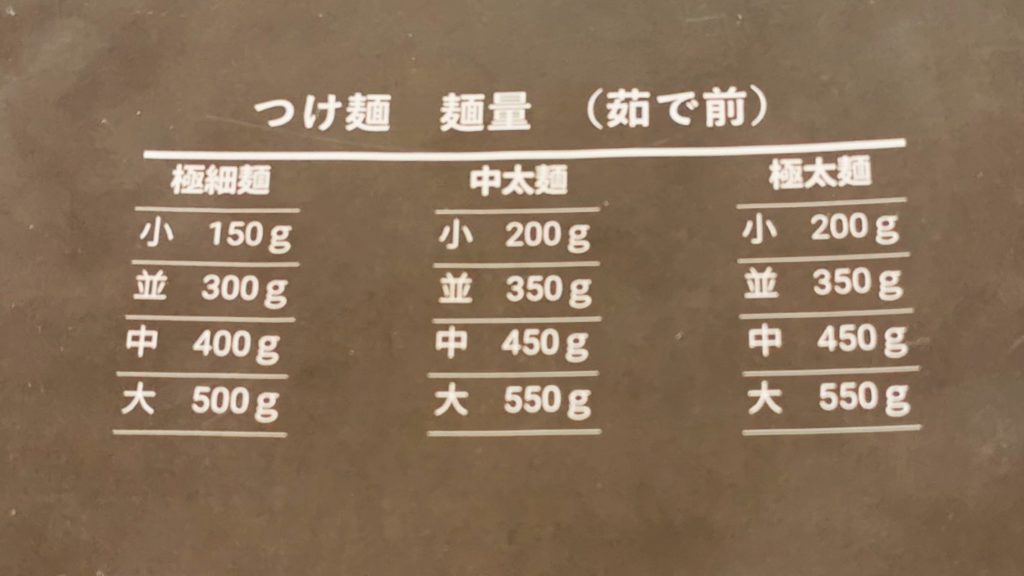 つけ麺 麺量 （茹で前）
極細麺 中太麺 極太麺
小 150g 小 200g 小 200g
並 300g 並 350g 並 350g
中 400g 中 450g 中 450g
大 500g 大 550g 大 550g